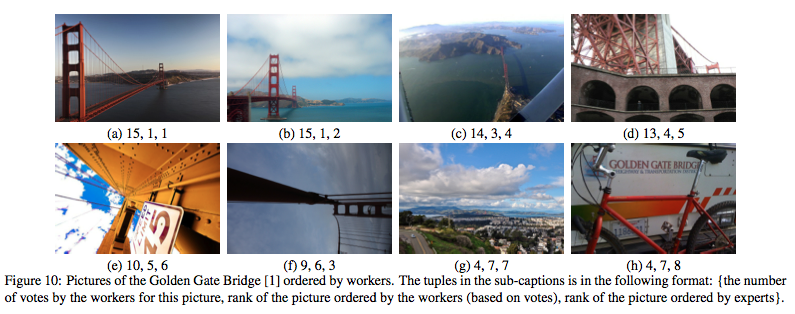 (a) 15, 1, 1
(b) 15, 1, 2
(c) 14, 3, 4
(d) 13, 4, 5
15
GOLDEN GATE BRIDGE
(e) 10, 5, 6
(f) 9, 6, 3
(g) 4, 7, 7
(h) 4, 7, 8
Figure 10: Pictures of the Golden Gate Bridge [1] ordered by workers. The tuples in the sub-captions is in the following format: {the number
of votes by the workers for this picture, rank of the picture ordered by the workers (based on votes), rank of the picture ordered by experts}.